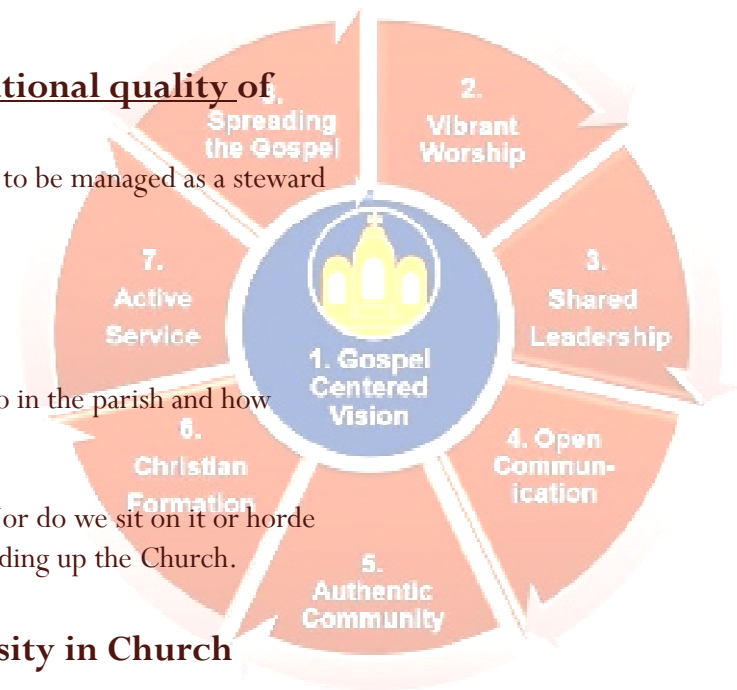 ational quality of
to be managed as a steward
o in the parish and how
or do we sit on it or horde
ding up the Church.
sity in Church
8.
Spreading
the Gospel
2.
Vibrant
Worship
7.
Active
Service
3.
Shared
Leadership
1. Gospel
Centered
Vision
6.
Christian
Formation
4. Open
Commun-
ication
5.
Authentic
Community